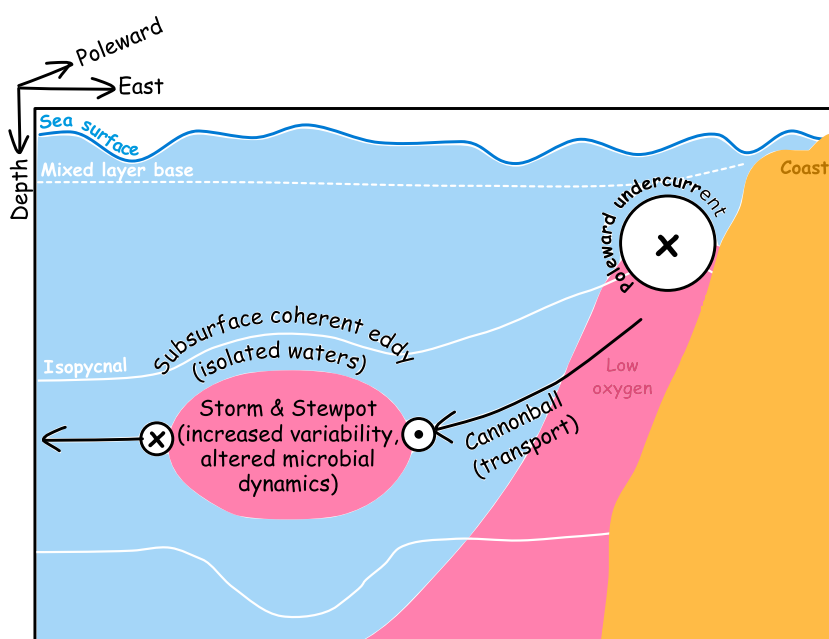 Poleward
East
Depth
Sea surface
Mixed layer base
Coast
Poleward undercurrent
Subsurface coherent eddy
(isolated waters)
Isopycnal
Low
oxygen
Storm & Stewpot
(increased variability,
altered microbial
dynamics)
Cannonball
(transport)